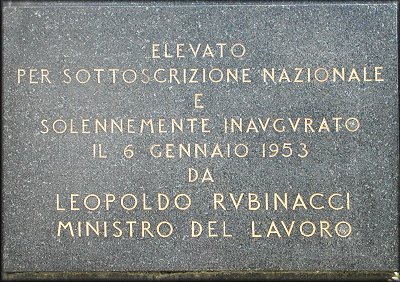 ELEVATO
PER SOTTOSCRIZIONE NAZIONALE
E
SOLENNEMENTE INAVGVRATO
IL 6 GENNAIO 1953
DA
LEOPOLDO RVBINACCI
MINISTRO DEL LAVORO